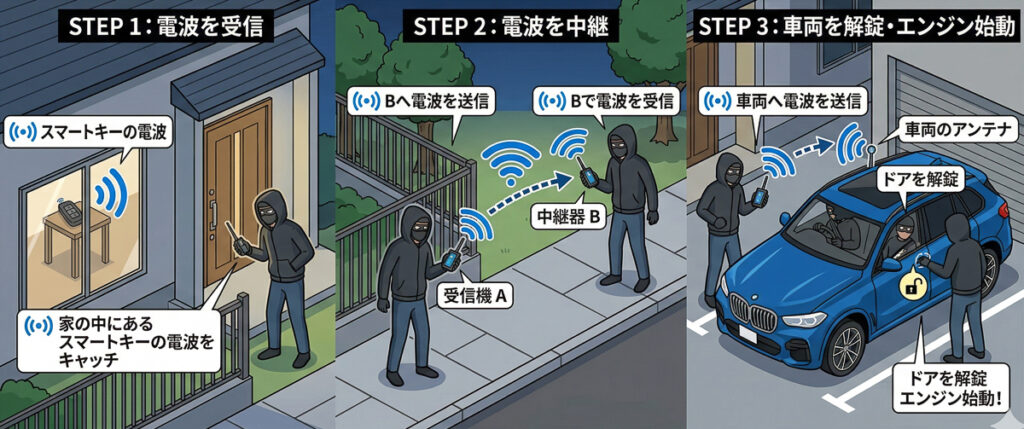 STEP 1：電波を受信
スマートキーの電波
家の中にある
スマートキーの電波を
キャッチ
STEP 2：電波を中継
Bへ電波を送信
Bで電波を受信
中継器 B
受信機 A
STEP 3：車両を解錠・エンジン始動
車両へ電波を送信
車両のアンテナ
ドアを解錠
ドアを解錠
エンジン始動！